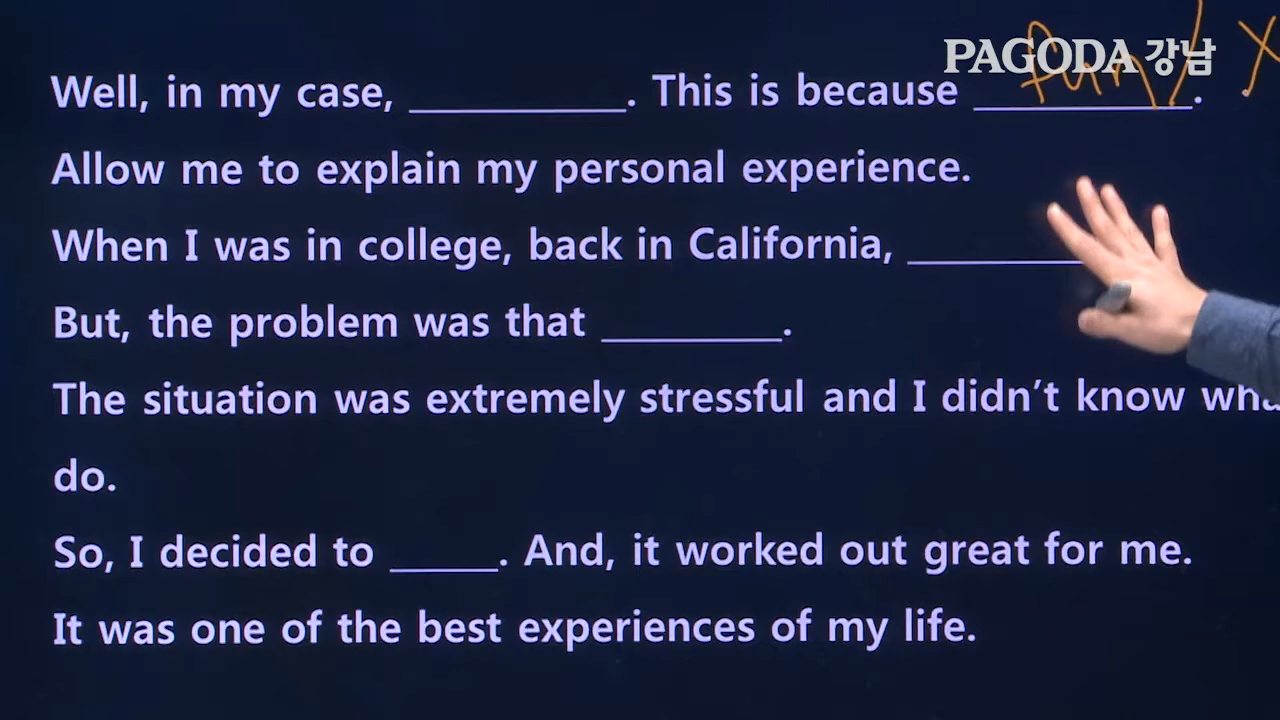 PAGODA 강남
Well, in my case, __________. This is because __________.
Allow me to explain my personal experience.
When I was in college, back in California, ________
But, the problem was that ________.
The situation was extremely stressful and I didn’t know
do.
So, I decided to _____. And, it worked out great for me.
It was one of the best experiences of my life.